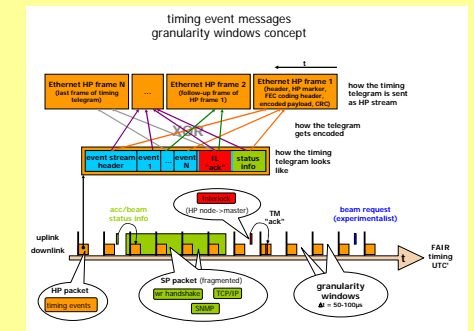 timing event messages
granularity windows concept
t
Ethernet HP frame N
(last frame of timing
telegram)
...
Ethernet HP frame 2
(follow-up frame of
HP frame 1)
Ethernet HP frame 1
(header, HP marker,
FEC coding header,
encoded payload, CRC)
how the timing
telegram is sent
as HP stream
XOR
how the telegram
gets encoded
event stream
header
event
1
...
event
N
IL
"ack"
status
info
how the timing
telegram looks
like
interlock
(HP node->master)
acc/beam
status info
TM
"ack"
beam request
(experimentalist)
uplink
downlink
t
FAIR
timing
UTC'
HP packet
timing events
SP packet (fragmented)
wr handshake
TCP/IP
SNMP
granularity
windows
Δt = 50-100μs